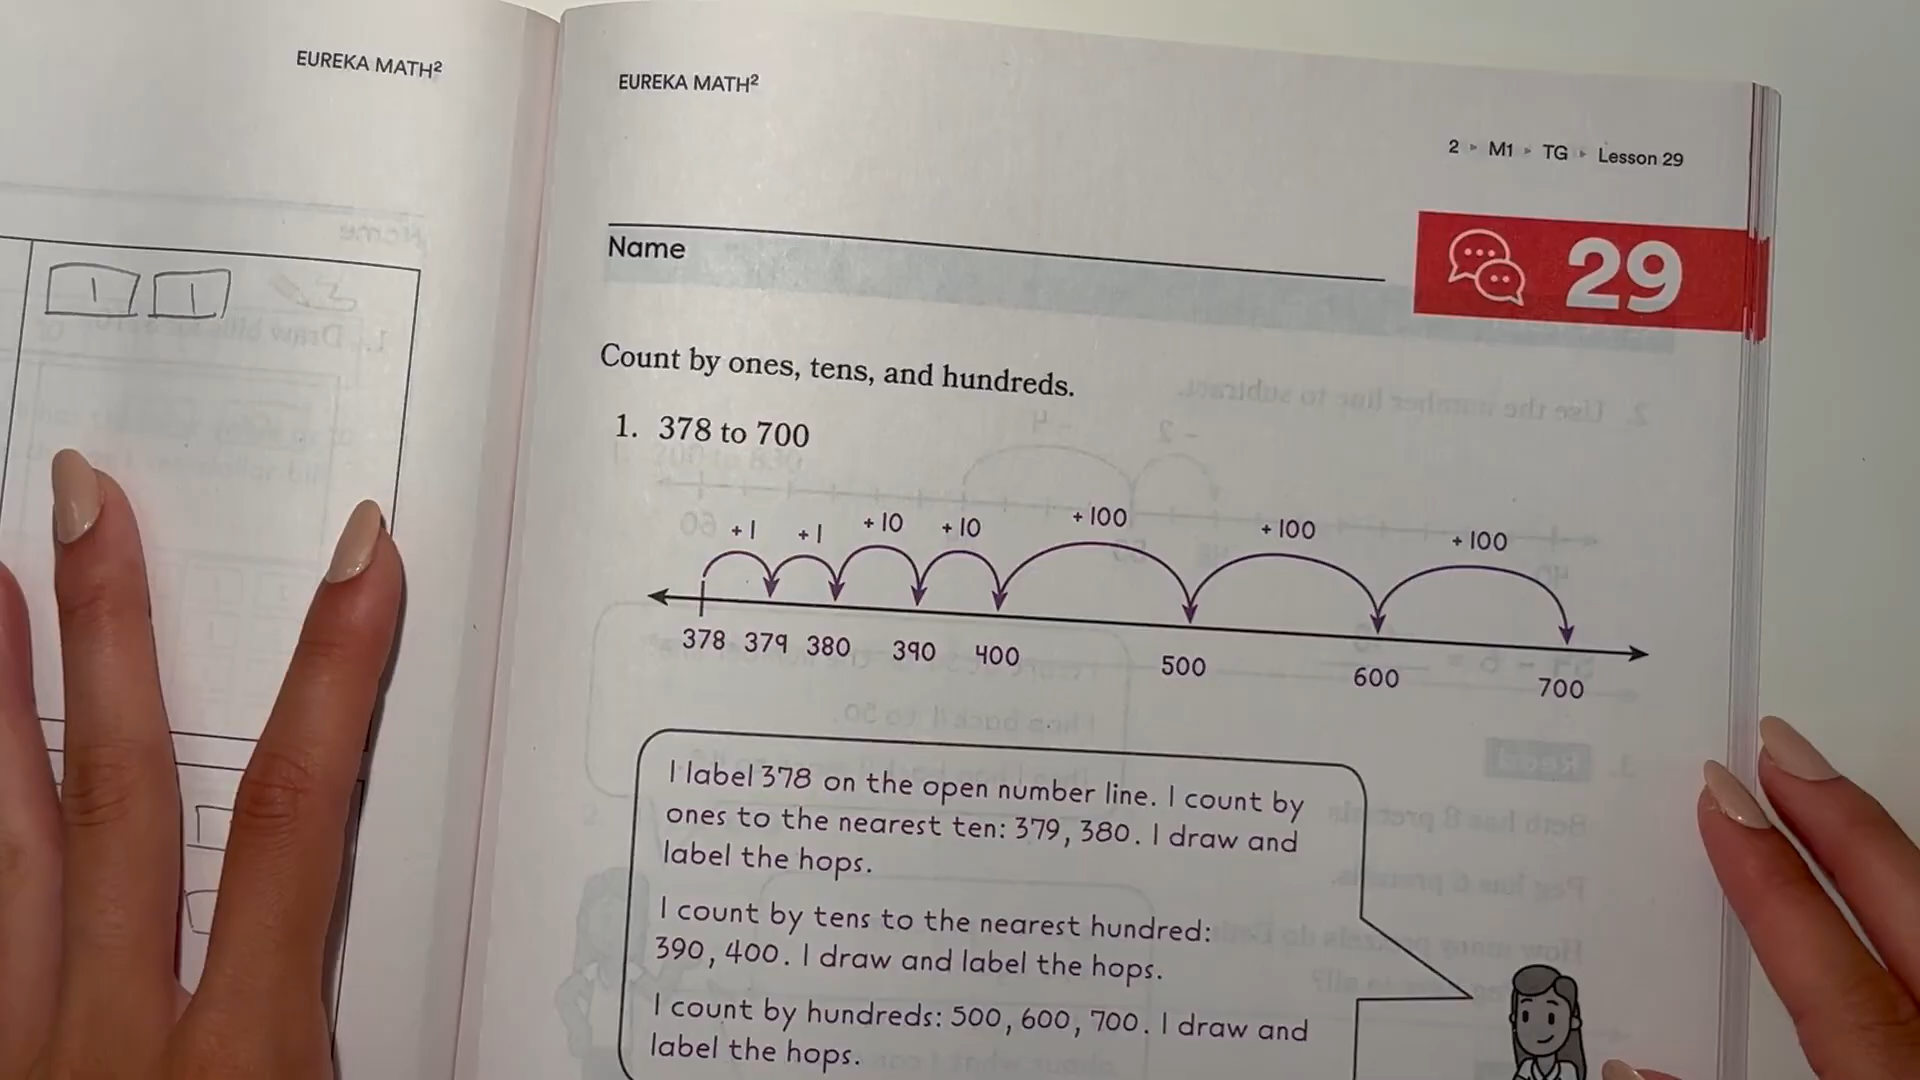 EUREKA MATH²
1 1
EUREKA MATH²
2 ▸ M1 ▸ TG ▸ Lesson 29
Name
29
Count by ones, tens, and hundreds.
1. 378 to 700
+1 +1 +10 +10 +100 +100 +100
378 379 380 390 400 500 600 700
I label 378 on the open number line. I count by
ones to the nearest ten: 379, 380. I draw and
label the hops.
I count by tens to the nearest hundred:
390, 400. I draw and label the hops.
I count by hundreds: 500, 600, 700. I draw and
label the hops.